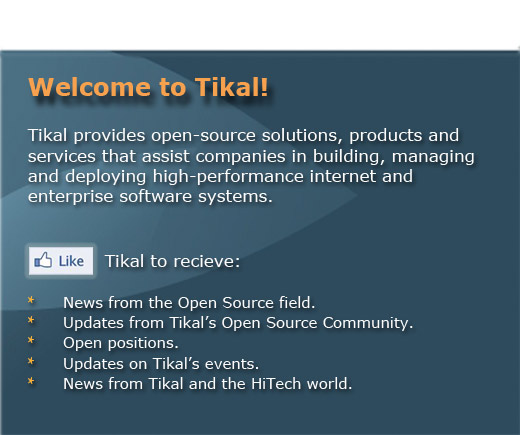 Welcome to Tikal!
Tikal provides open-source solutions, products and
services that assist companies in building, managing
and deploying high-performance internet and
enterprise software systems.
Like Tikal to recieve:
* News from the Open Source field.
* Updates from Tikal’s Open Source Community.
* Open positions.
* Updates on Tikal’s events.
* News from Tikal and the HiTech world.